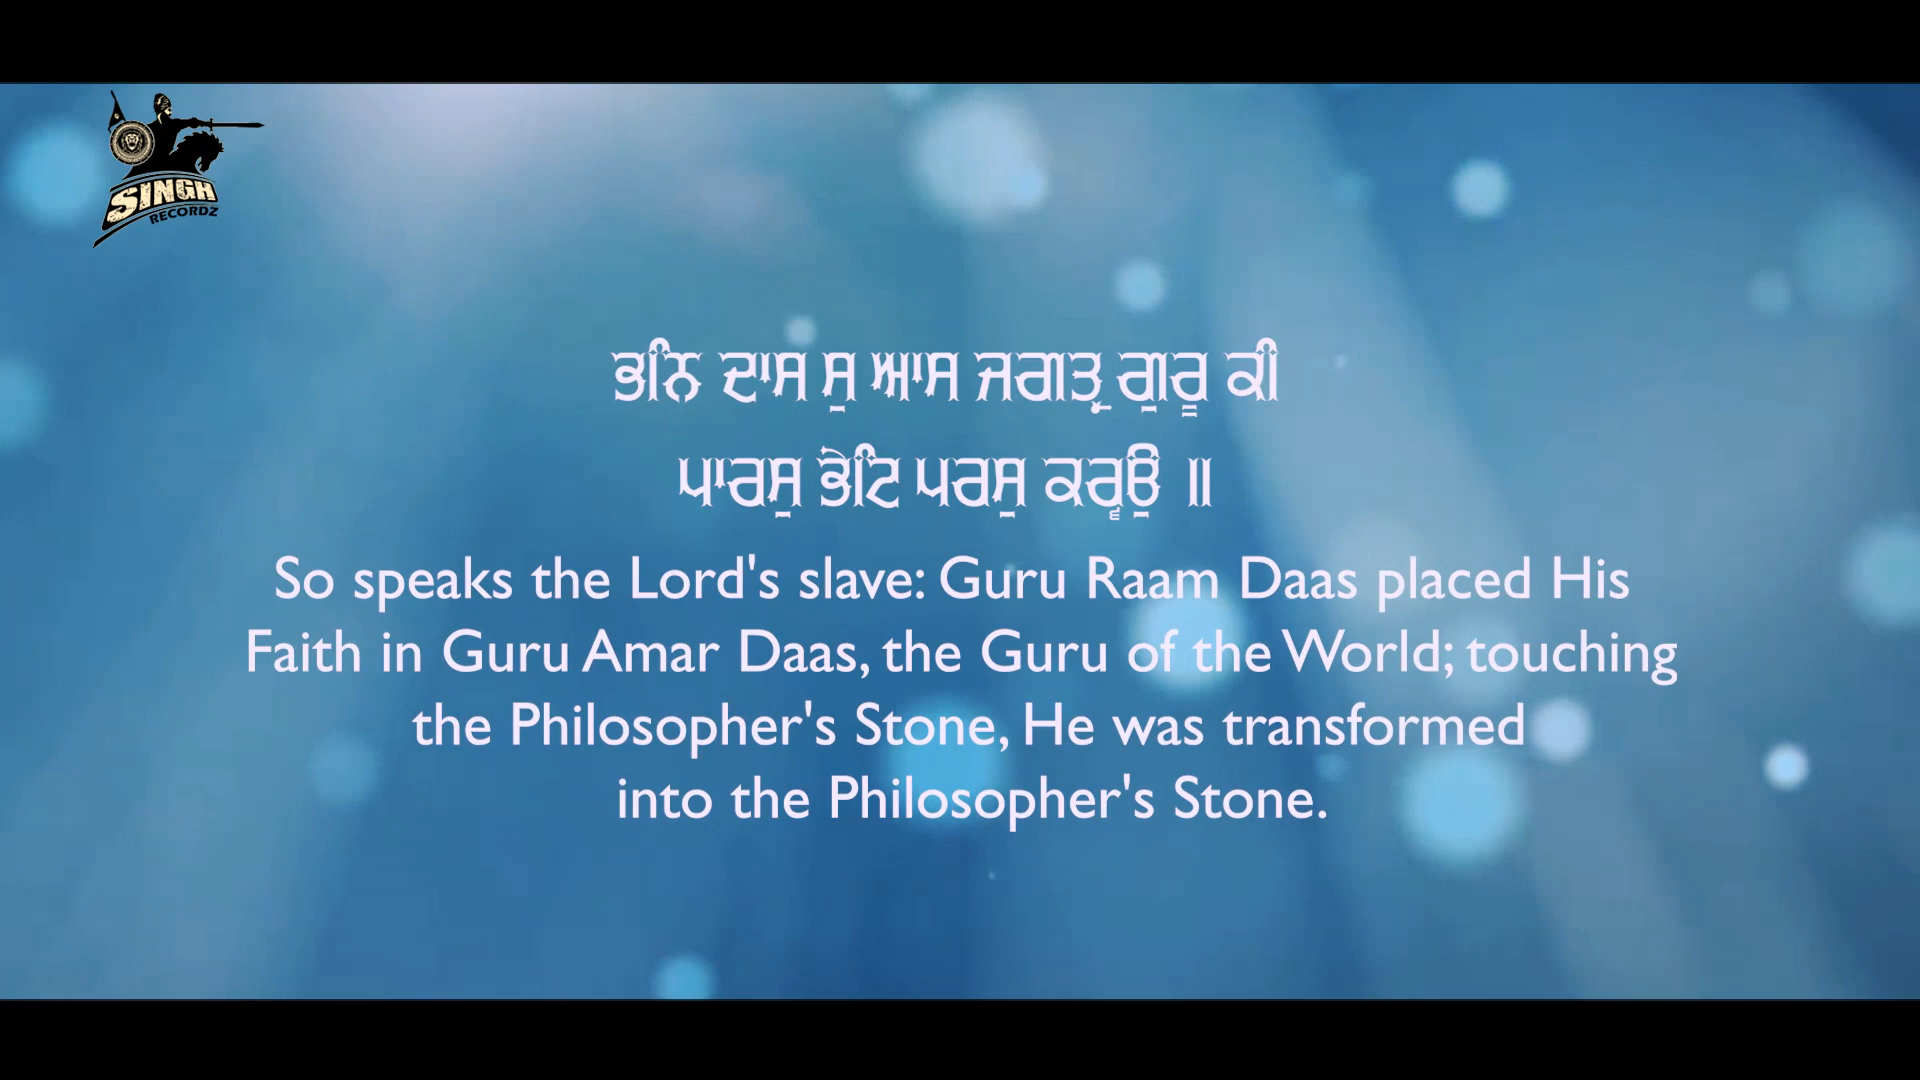 SINGH
RECORDZ
ਭਨਿ ਦਾਸ ਸੁ ਆਸ ਜਗਤ੍ਰ ਗੁਰੂ ਕੀ
ਪਾਰਸੁ ਭੇਟਿ ਪਰਸੁ ਕਰੵਉ ॥
So speaks the Lord's slave: Guru Raam Daas placed His
Faith in Guru Amar Daas, the Guru of the World; touching
the Philosopher's Stone, He was transformed
into the Philosopher's Stone.